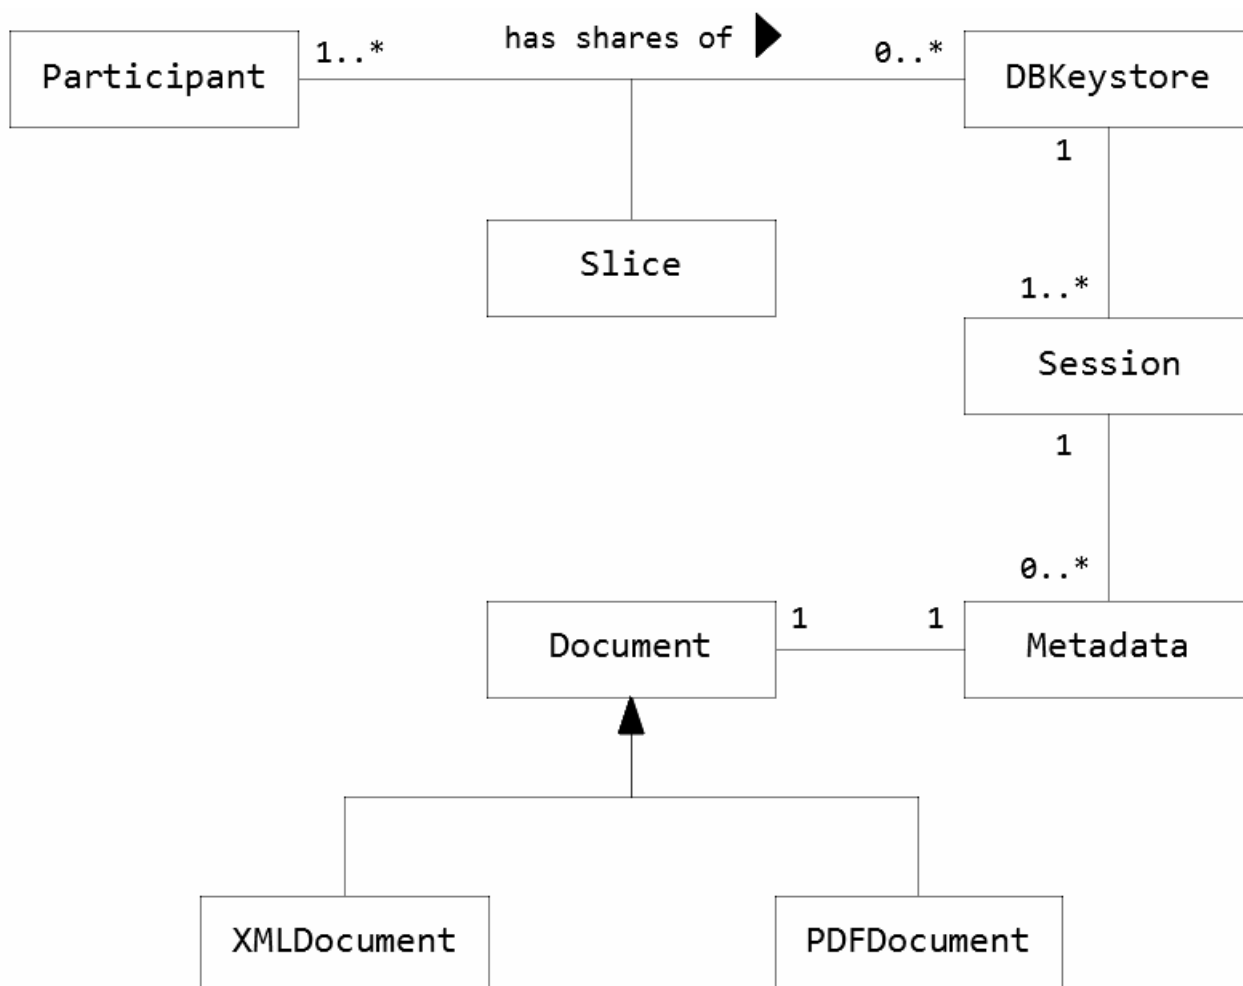 has shares of
Participant 1..* 0..* DBKeystore
1
Slice
1..*
Session
1
0..*
Document 1 1 Metadata
XMLDocument PDFDocument